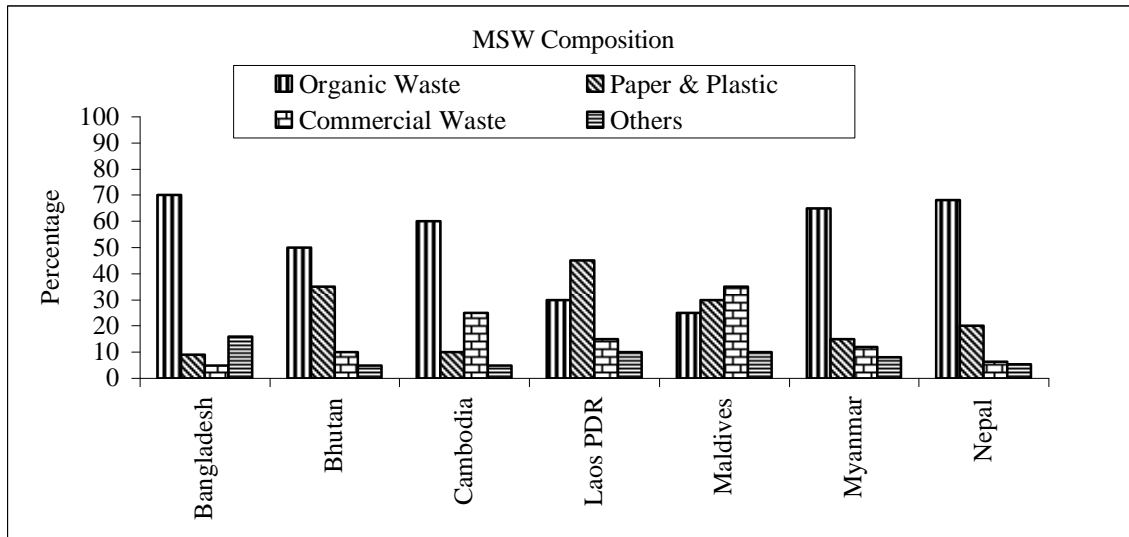 MSW Composition
Organic Waste
Paper & Plastic
Commercial Waste
Others
100
90
80
70
60
50
40
30
20
10
0
Percentage
Bangladesh
Bhutan
Cambodia
Laos PDR
Maldives
Myanmar
Nepal